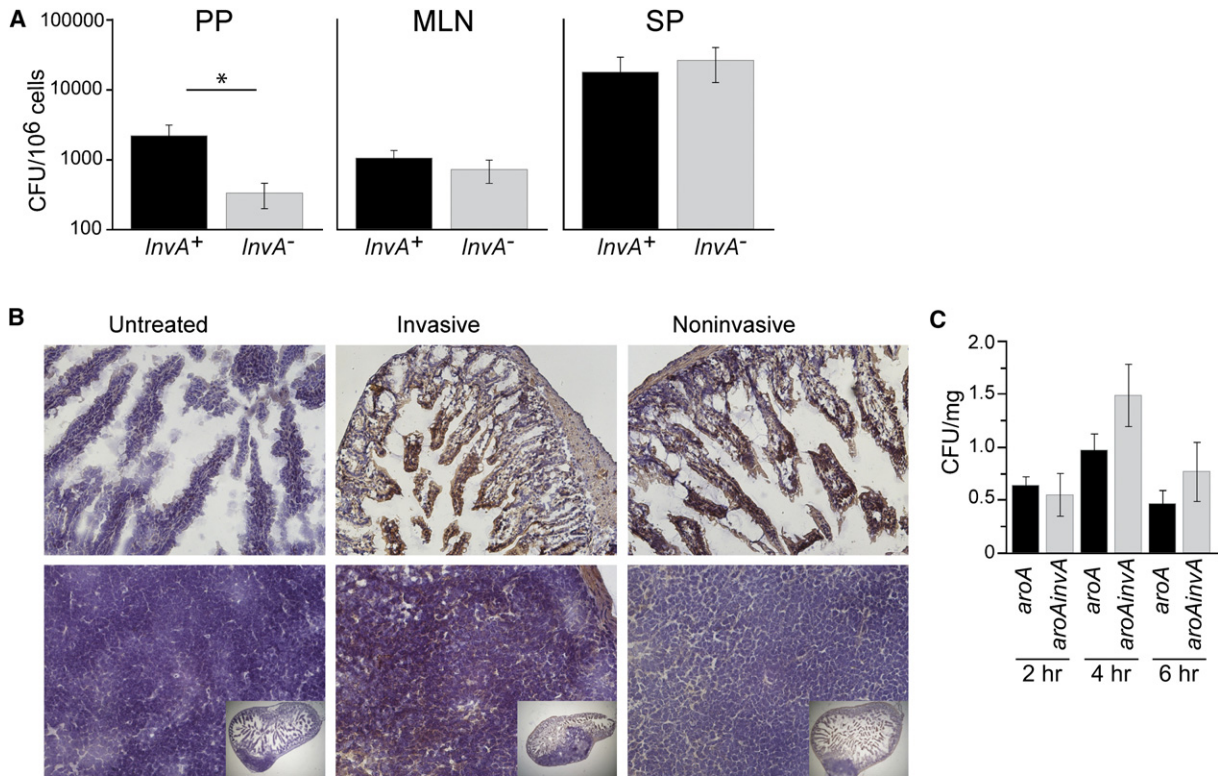 A
PP
MLN
SP
CFU/10⁶ cells
100000
10000
1000
100
*
InvA⁺
InvA⁻
InvA⁺
InvA⁻
InvA⁺
InvA⁻
B
Untreated
Invasive
Noninvasive
C
CFU/mg
2.0
1.5
1.0
0.5
0
aroA
aroAinvA
aroA
aroAinvA
aroA
aroAinvA
2 hr
4 hr
6 hr